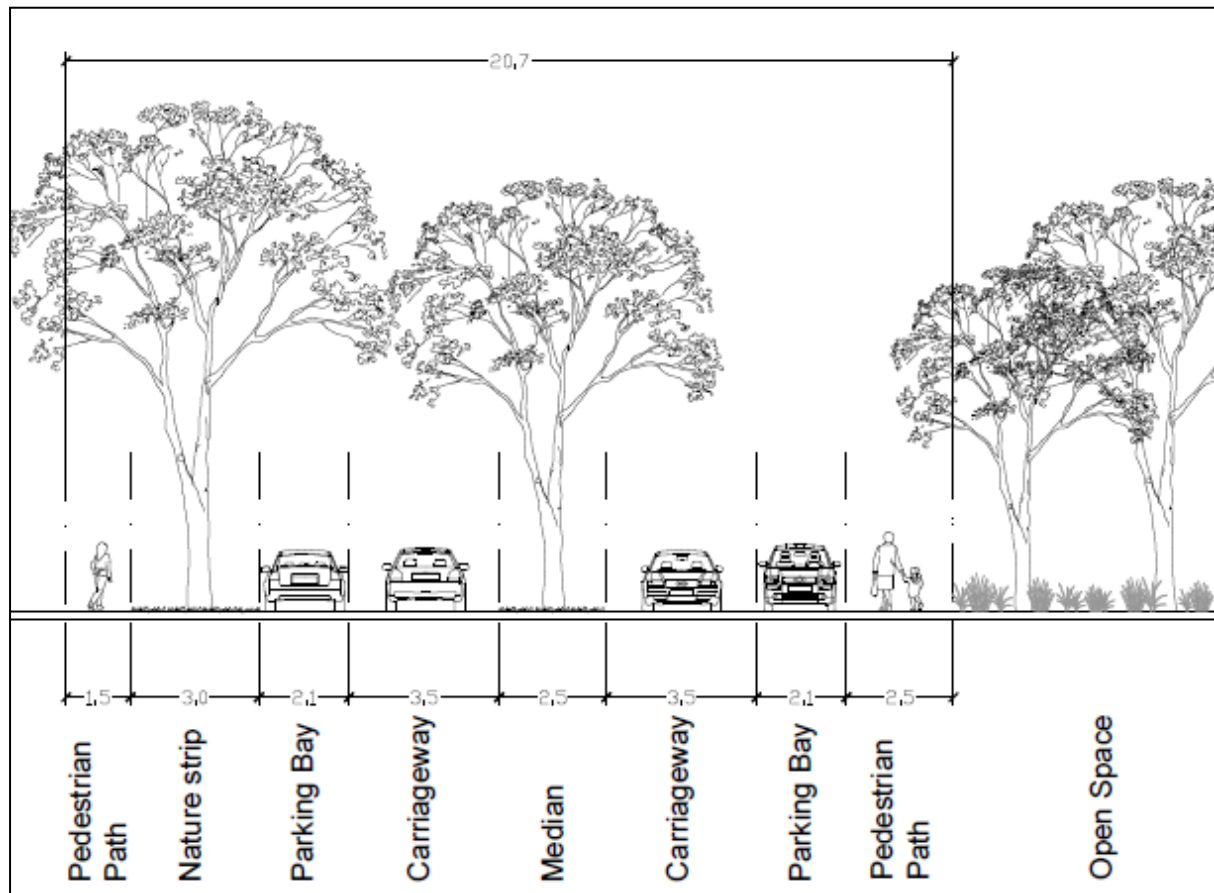 20,7
1,5
3,0
2,1
3,5
2,5
3,5
2,1
2,5
Pedestrian
Path
Nature strip
Parking Bay
Carriageway
Median
Carriageway
Parking Bay
Pedestrian
Path
Open Space